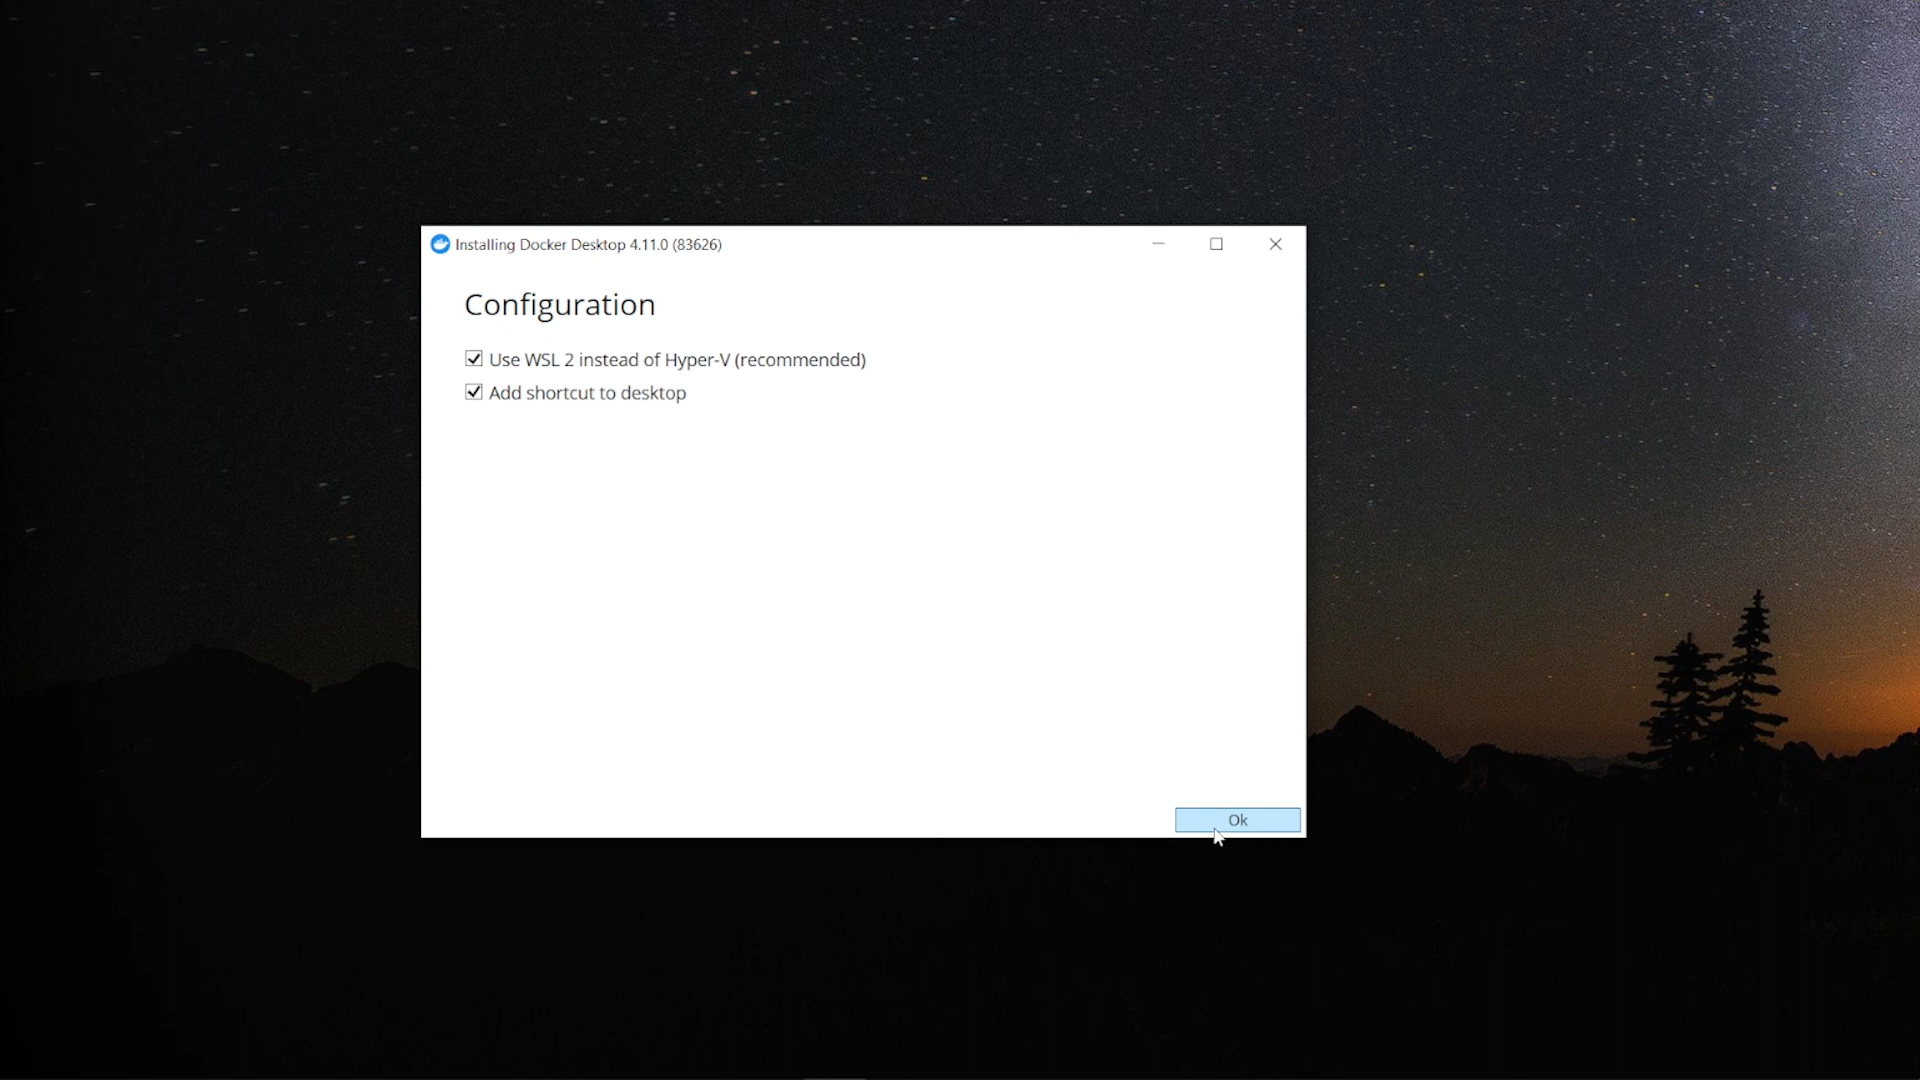 Installing Docker Desktop 4.11.0 (83626)
Configuration
Use WSL 2 instead of Hyper-V (recommended)
Add shortcut to desktop
Ok